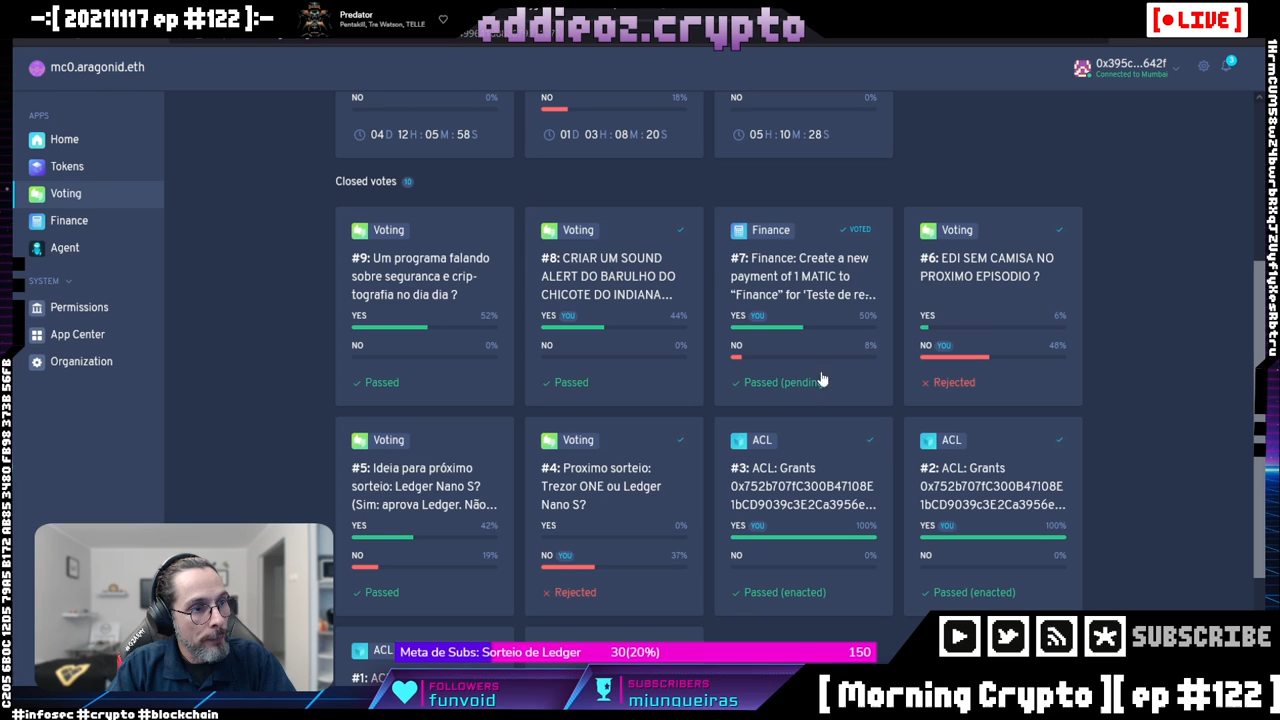 -:[ 20211117 ep #122 ]:-
Predator
Pentakill, Tre Watson, TELLE
eddieoz.crypto
[●LIVE]
mc0.aragonid.eth
0x395c...642f
Connected to Mumbai
3
APPS
Home
Tokens
Voting
Finance
Agent
SYSTEM
Permissions
App Center
Organization
NO 0%
04 D 12 H : 05 M : 58 S
NO 18%
01 D 03 H : 08 M : 20 S
NO 0%
05 H : 10 M : 28 S
Closed votes 10
Voting
#9: Um programa falando
sobre seguranca e crip-
tografia no dia dia ?
YES 52%
NO 0%
Passed
Voting
#8: CRIAR UM SOUND
ALERT DO BARULHO DO
CHICOTE DO INDIANA...
YES YOU 44%
NO 0%
Passed
Finance
VOTED
#7: Finance: Create a new
payment of 1 MATIC to
“Finance” for 'Teste de re...
YES YOU 50%
NO 8%
Passed (pendin
Voting
#6: EDI SEM CAMISA NO
PROXIMO EPISODIO ?
YES 6%
NO YOU 48%
Rejected
Voting
#5: Ideia para próximo
sorteio: Ledger Nano S?
(Sim: aprova Ledger. Não...
YES 42%
NO 19%
Passed
Voting
#4: Proximo sorteio:
Trezor ONE ou Ledger
Nano S?
YES 0%
NO YOU 37%
Rejected
ACL
#3: ACL: Grants
0x752b707fC300B47108E
1bCD9039c3E2Ca3956e...
YES YOU 100%
NO 0%
Passed (enacted)
ACL
#2: ACL: Grants
0x752b707fC300B47108E
1bCD9039c3E2Ca3956e...
YES YOU 100%
NO 0%
Passed (enacted)
ACL
#1: AC
Meta de Subs: Sorteio de Ledger 30(20%) 150
FOLLOWERS
funvoid
SUBSCRIBERS
mjungueiras
SUBSCRIBE
[ Morning Crypto ][ ep #122 ]
#infosec #crypto #blockchain